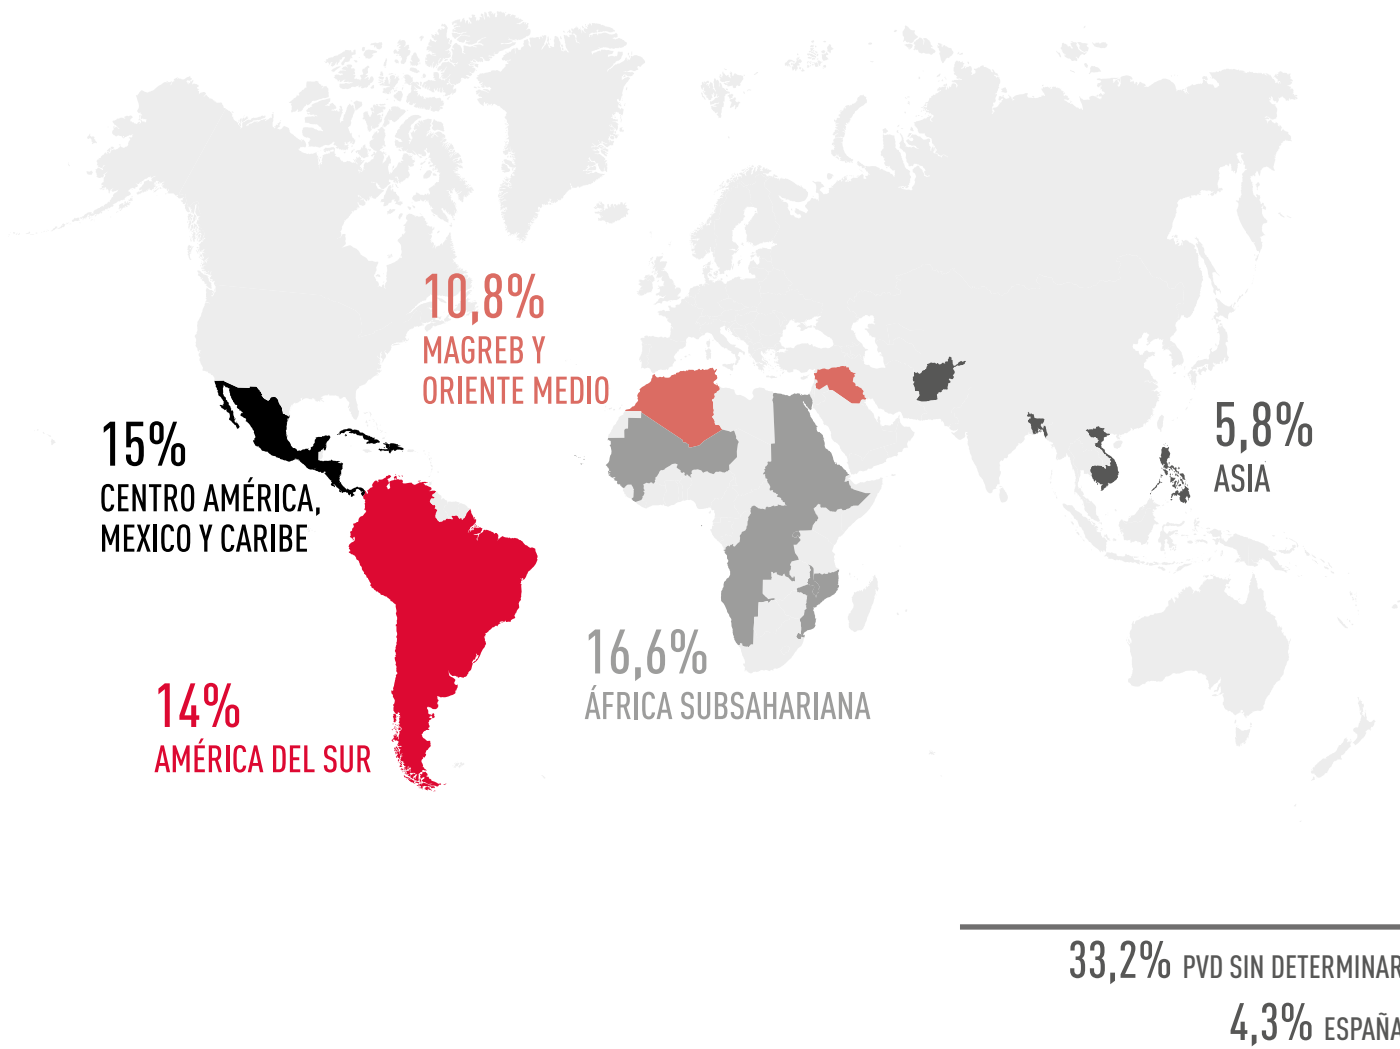 10,8%
MAGREB Y
ORIENTE MEDIO
15%
CENTRO AMÉRICA,
MEXICO Y CARIBE
5,8%
ASIA
16,6%
ÁFRICA SUBSAHARIANA
14%
AMÉRICA DEL SUR
33,2% PVD SIN DETERMINAR
4,3% ESPAÑA